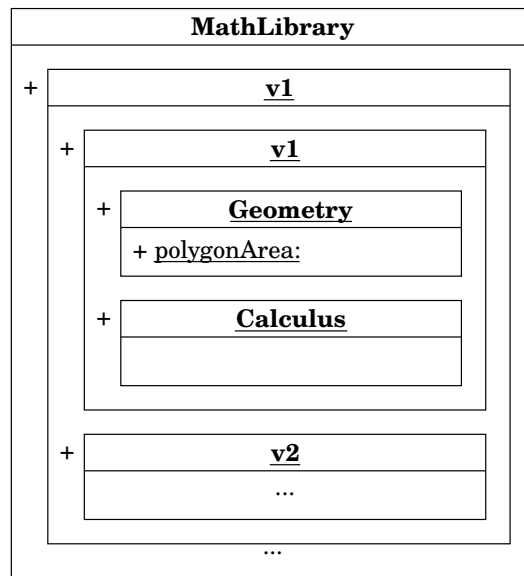 MathLibrary
+ v1
+ v1
+ Geometry
+ polygonArea:
+ Calculus
+ v2
...
...